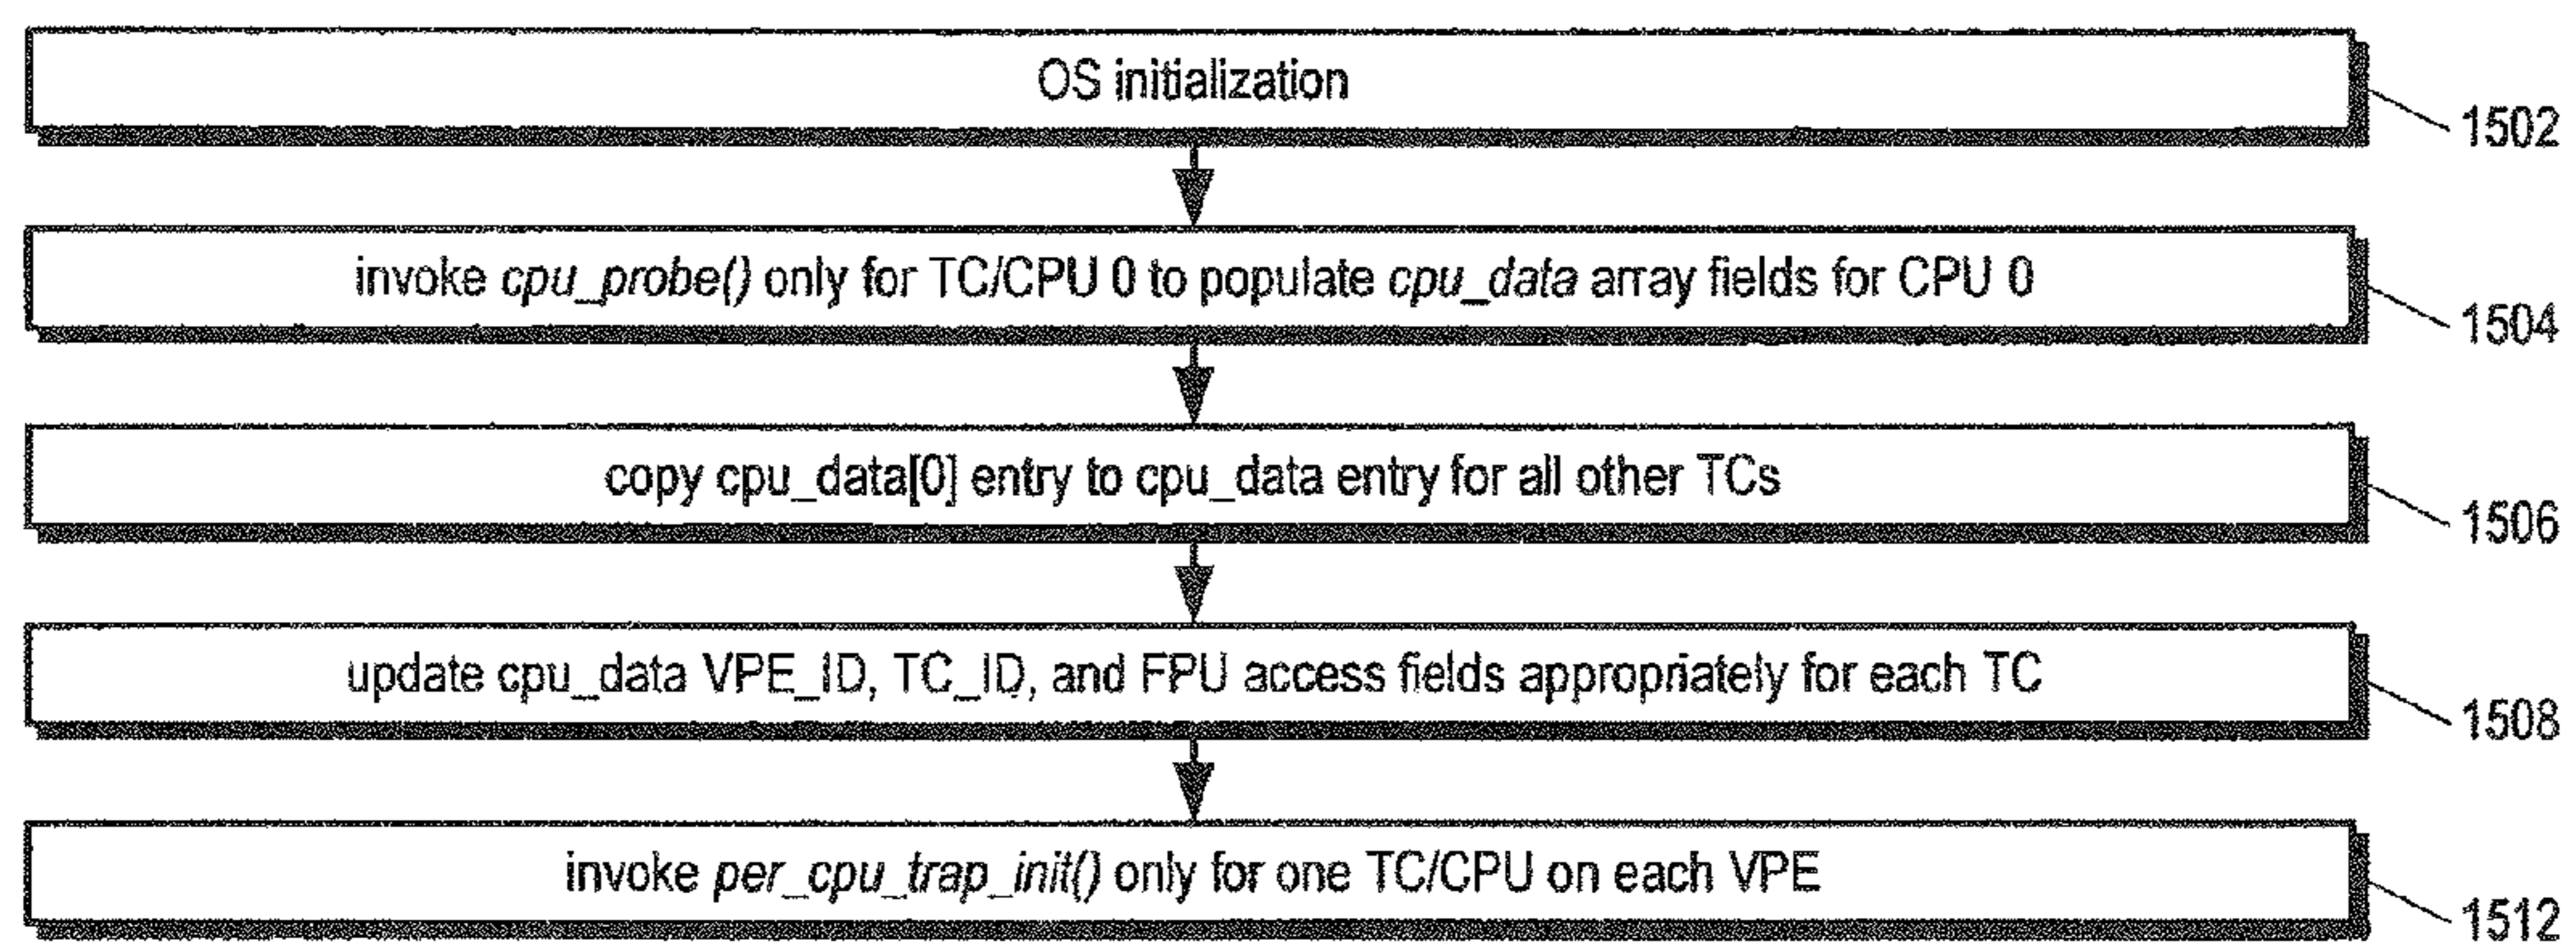 OS initialization
1502
invoke cpu_probe() only for TC/CPU 0 to populate cpu_data array fields for CPU 0
1504
copy cpu_data[0] entry to cpu_data entry for all other TCs
1506
update cpu_data VPE_ID, TC_ID, and FPU access fields appropriately for each TC
1508
invoke per_cpu_trap_init() only for one TC/CPU on each VPE
1512